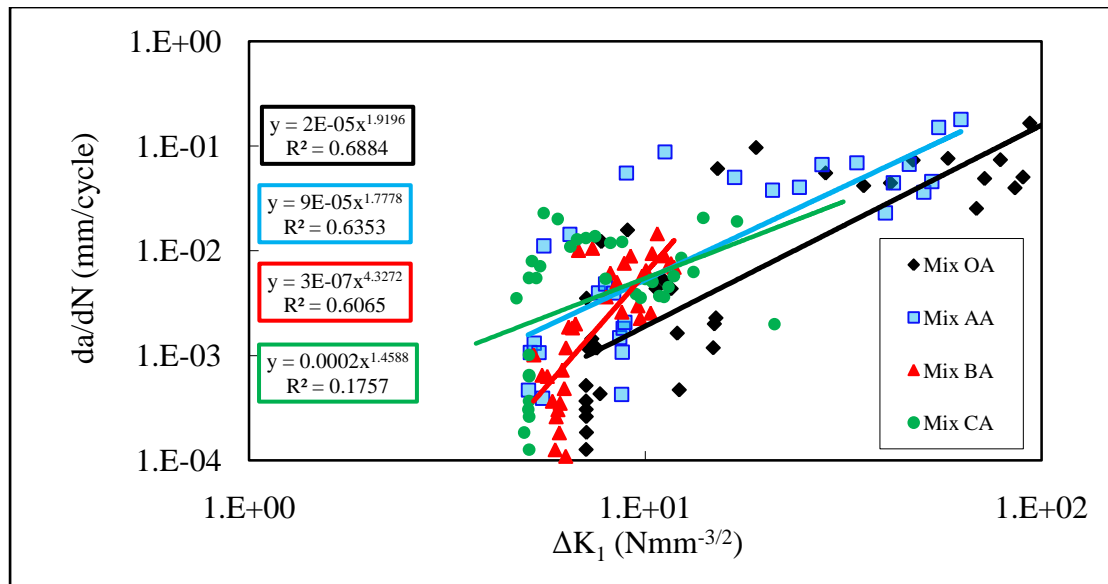 1.E+00
1.E-01
1.E-02
1.E-03
1.E-04
da/dN (mm/cycle)
y = 2E-05x^1.9196
R² = 0.6884
y = 9E-05x^1.7778
R² = 0.6353
y = 3E-07x^4.3272
R² = 0.6065
y = 0.0002x^1.4588
R² = 0.1757
Mix OA
Mix AA
Mix BA
Mix CA
1.E+00
1.E+01
1.E+02
ΔK₁ (Nmm⁻³/²)